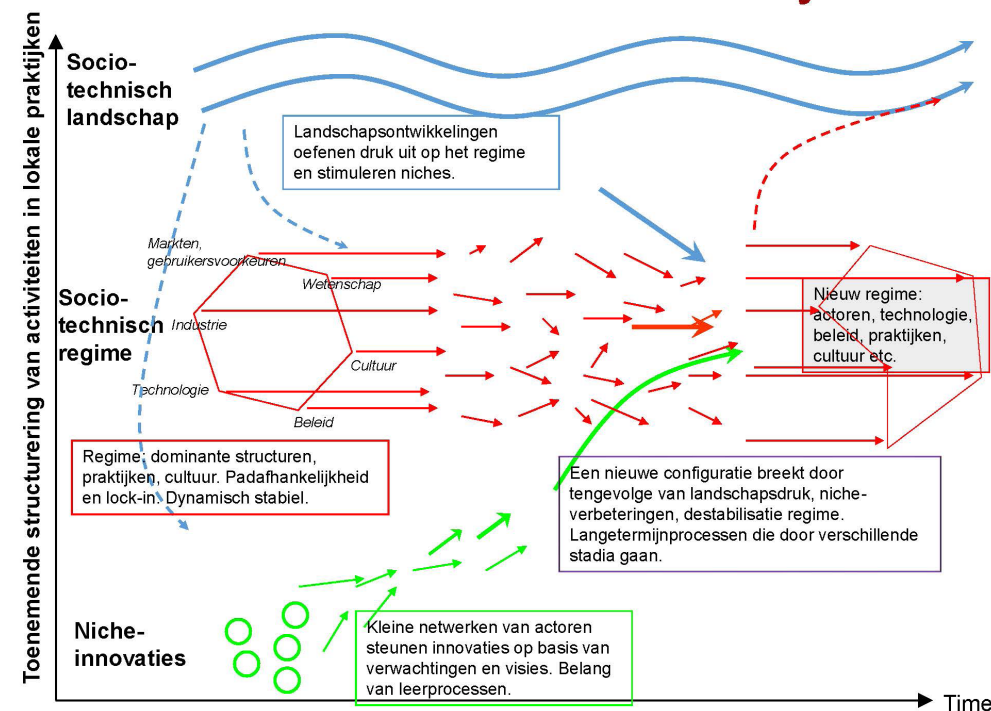 Toenemende structurering van activiteiten in lokale praktijken
Socio-
technisch
landschap
Landschapsontwikkelingen
oefenen druk uit op het regime
en stimuleren niches.
Markten,
gebruikersvoorkeuren
Wetenschap
Socio-
technisch
regime
Industrie
Cultuur
Technologie
Beleid
Nieuw regime:
actoren, technologie,
beleid, praktijken,
cultuur etc.
Regime: dominante structuren,
praktijken, cultuur. Padafhankelijkheid
en lock-in. Dynamisch stabiel.
Een nieuwe configuratie breekt door
tengevolge van landschapsdruk, niche-
verbeteringen, destabilisatie regime.
Langetermijnprocessen die door verschillende
stadia gaan.
Niche-
innovaties
Kleine netwerken van actoren
steunen innovaties op basis van
verwachtingen en visies. Belang
van leerprocessen.
Time